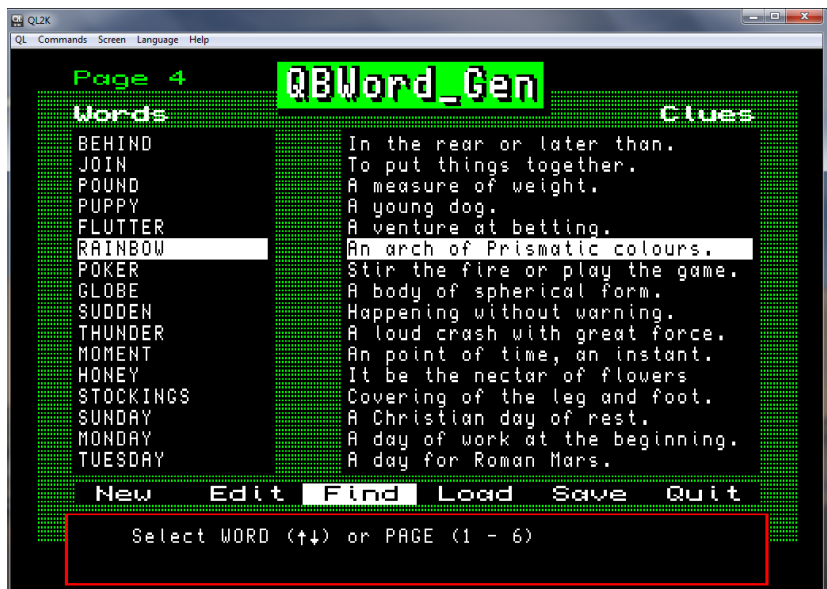 QL2K
QL Commands Screen Language Help
Page 4
QBWord_Gen
Words Clues
BEHIND In the rear or later than.
JOIN To put things together.
POUND A measure of weight.
PUPPY A young dog.
FLUTTER A venture at betting.
RAINBOW An arch of Prismatic colours.
POKER Stir the fire or play the game.
GLOBE A body of spherical form.
SUDDEN Happening without warning.
THUNDER A loud crash with great force.
MOMENT An point of time, an instant.
HONEY It be the nectar of flowers
STOCKINGS Covering of the leg and foot.
SUNDAY A Christian day of rest.
MONDAY A day of work at the beginning.
TUESDAY A day for Roman Mars.
New Edit Find Load Save Quit
Select WORD (↑↓) or PAGE (1 - 6)